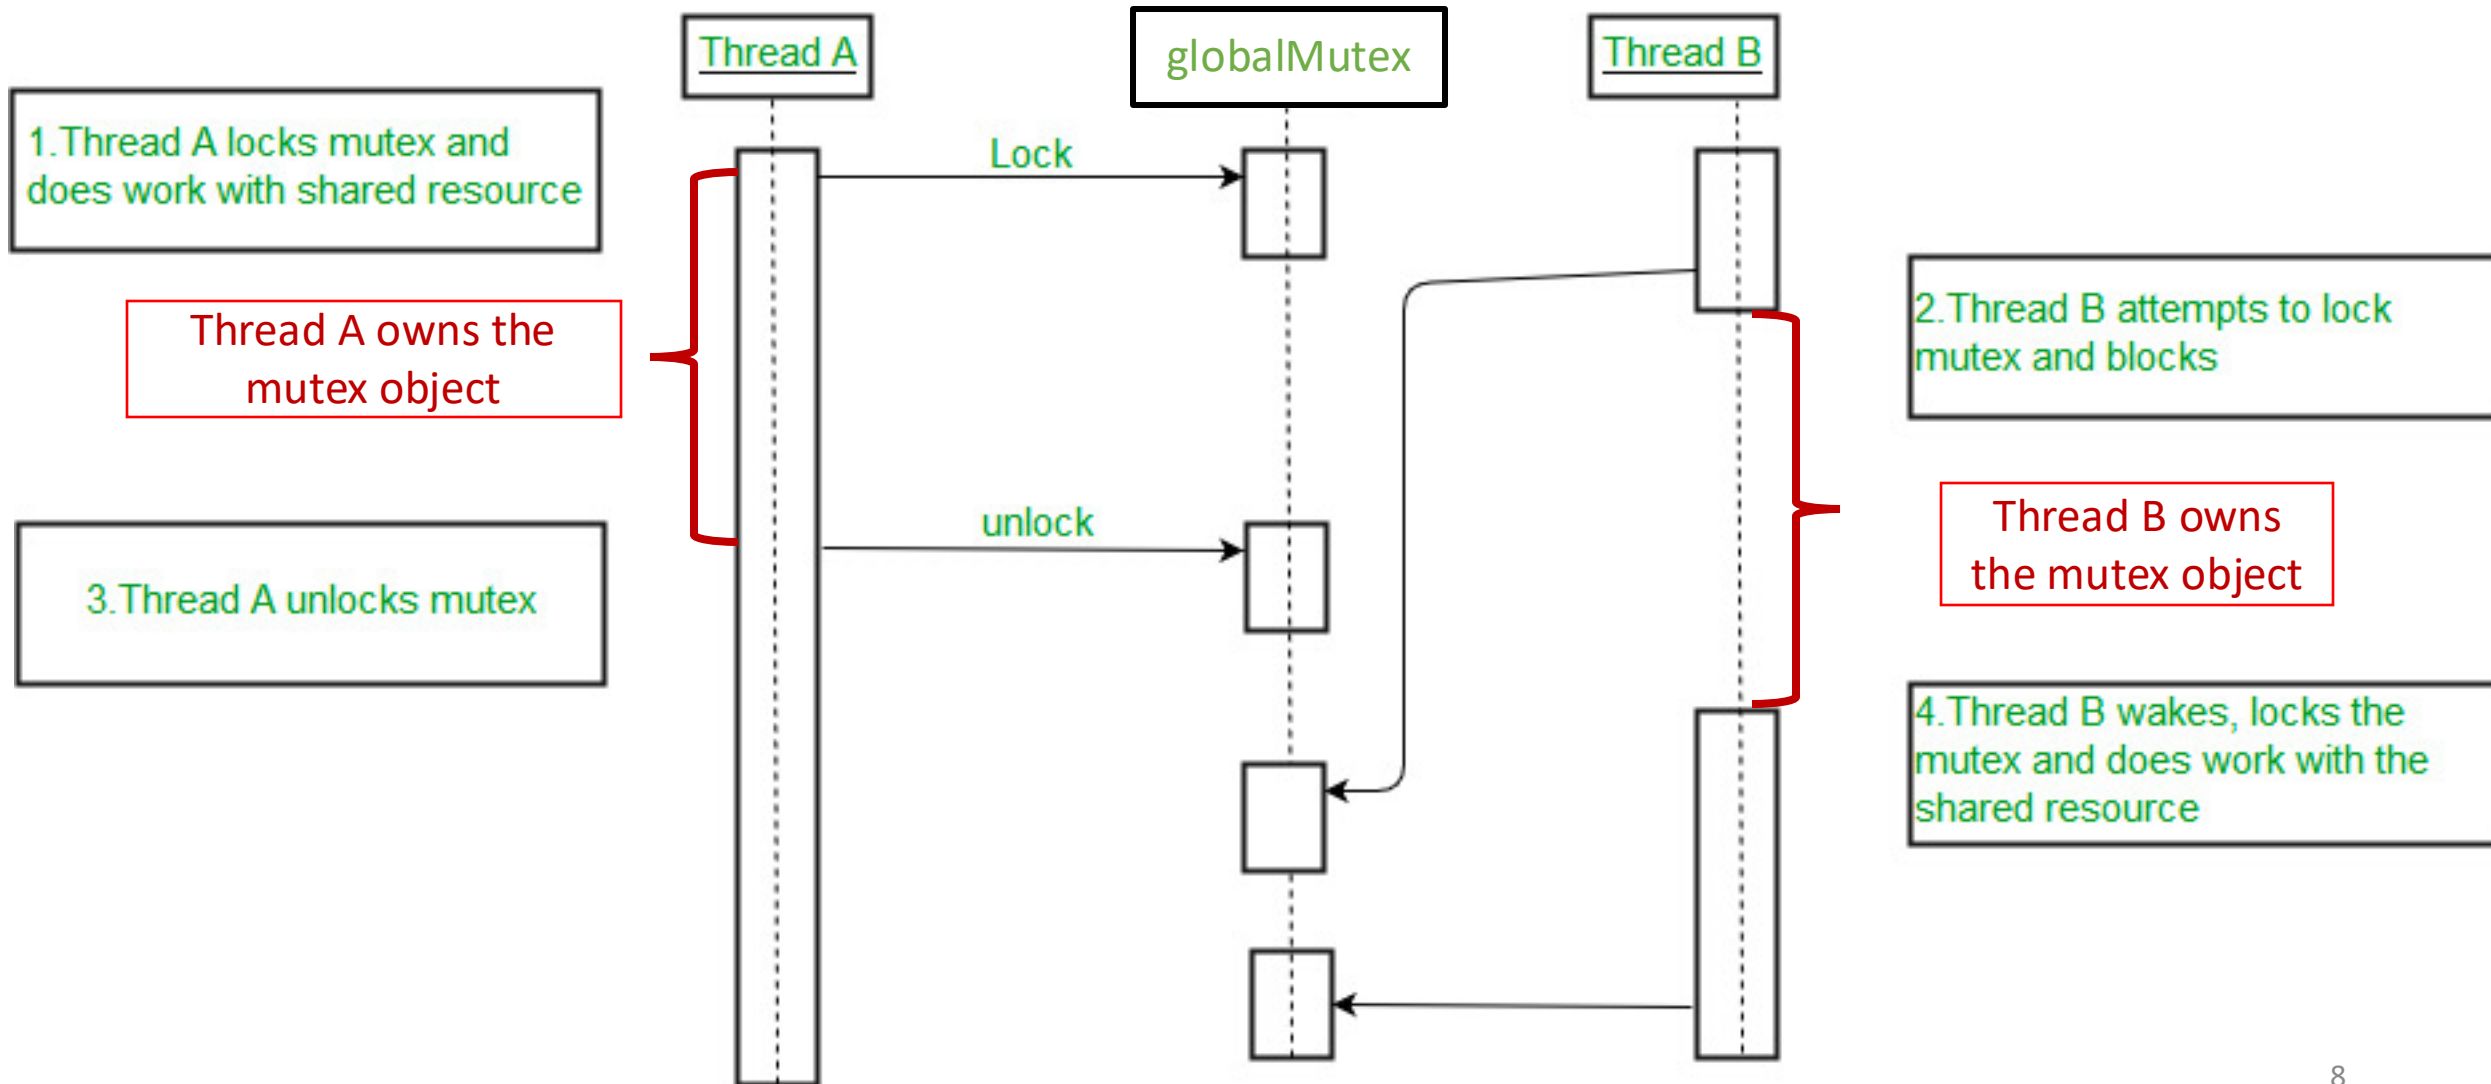 Thread A
globalMutex
Thread B
1.Thread A locks mutex and
does work with shared resource
Lock
Thread A owns the
mutex object
2.Thread B attempts to lock
mutex and blocks
unlock
3.Thread A unlocks mutex
Thread B owns
the mutex object
4.Thread B wakes, locks the
mutex and does work with the
shared resource
8